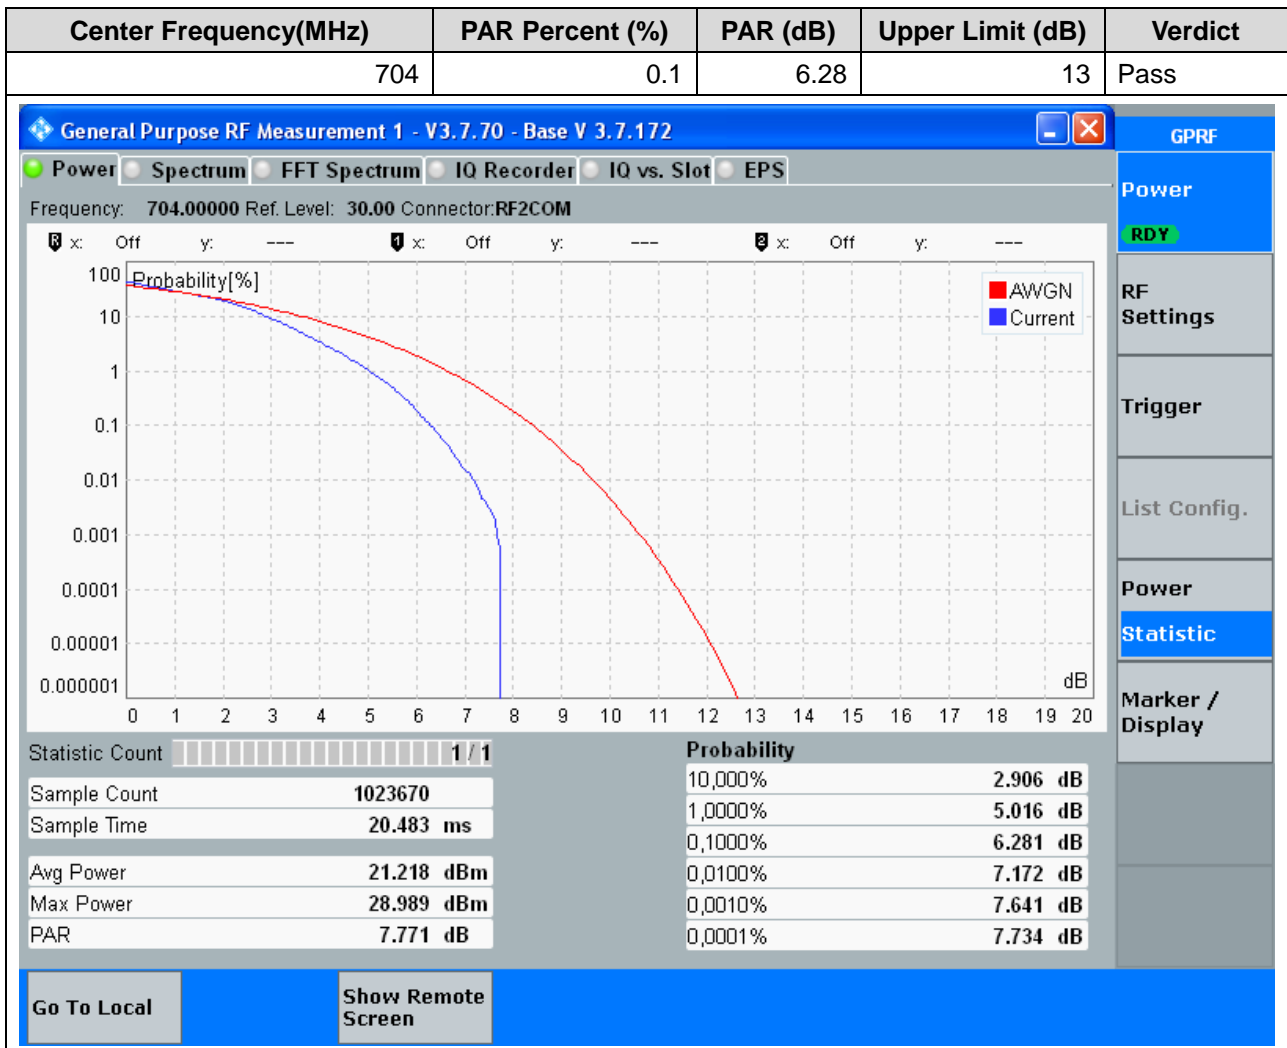 Center Frequency(MHz) PAR Percent (%) PAR (dB) Upper Limit (dB) Verdict
704 0.1 6.28 13 Pass
General Purpose RF Measurement 1 - V3.7.70 - Base V 3.7.172
GPRF
Power Spectrum FFT Spectrum IQ Recorder IQ vs. Slot EPS
Power
RDY
Frequency: 704.00000 Ref. Level: 30.00 Connector:RF2COM
R x: Off y: --- 1 x: Off y: --- 2 x: Off y: ---
Probability[%]
AWGN
Current
100
10
1
0.1
0.01
0.001
0.0001
0.00001
0.000001
dB
0 1 2 3 4 5 6 7 8 9 10 11 12 13 14 15 16 17 18 19 20
RF
Settings
Trigger
List Config.
Power
Statistic
Marker /
Display
Statistic Count 1 / 1
Sample Count 1023670
Sample Time 20.483 ms
Avg Power 21.218 dBm
Max Power 28.989 dBm
PAR 7.771 dB
Probability
10,000% 2.906 dB
1,0000% 5.016 dB
0,1000% 6.281 dB
0,0100% 7.172 dB
0,0010% 7.641 dB
0,0001% 7.734 dB
Go To Local
Show Remote
Screen